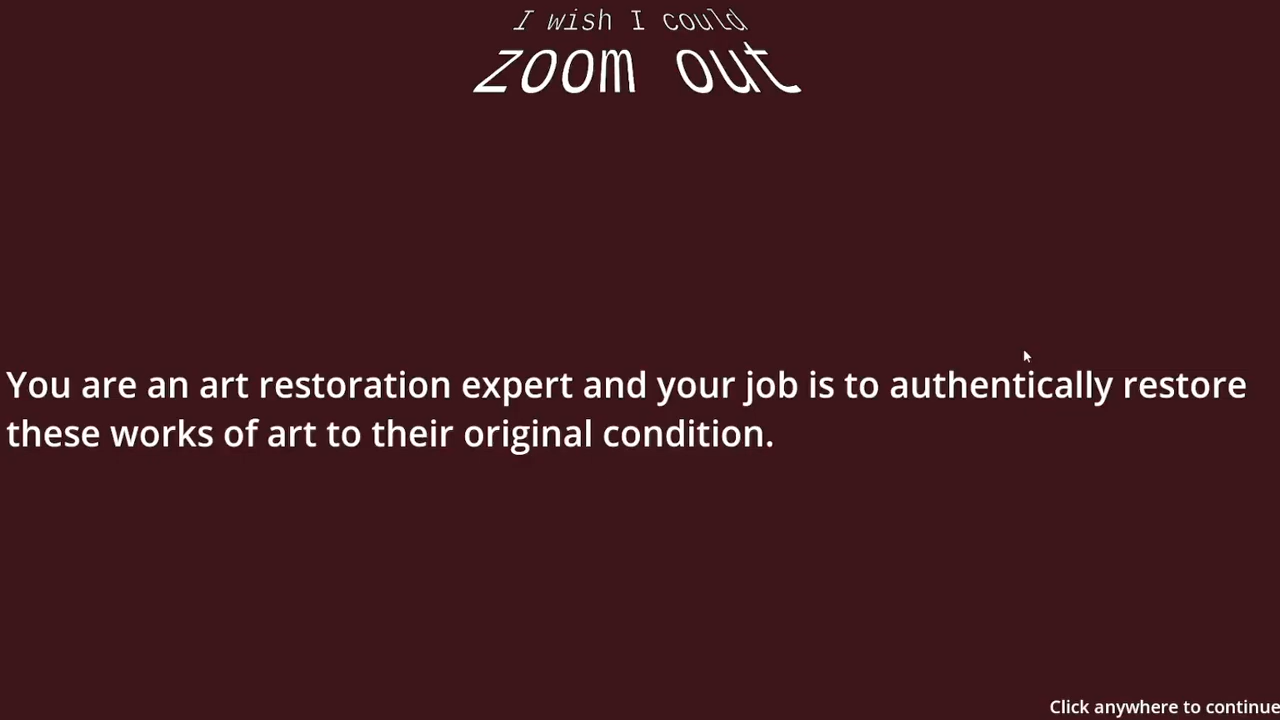 I wish I could
zoom out
You are an art restoration expert and your job is to authentically restore
these works of art to their original condition.
Click anywhere to continue